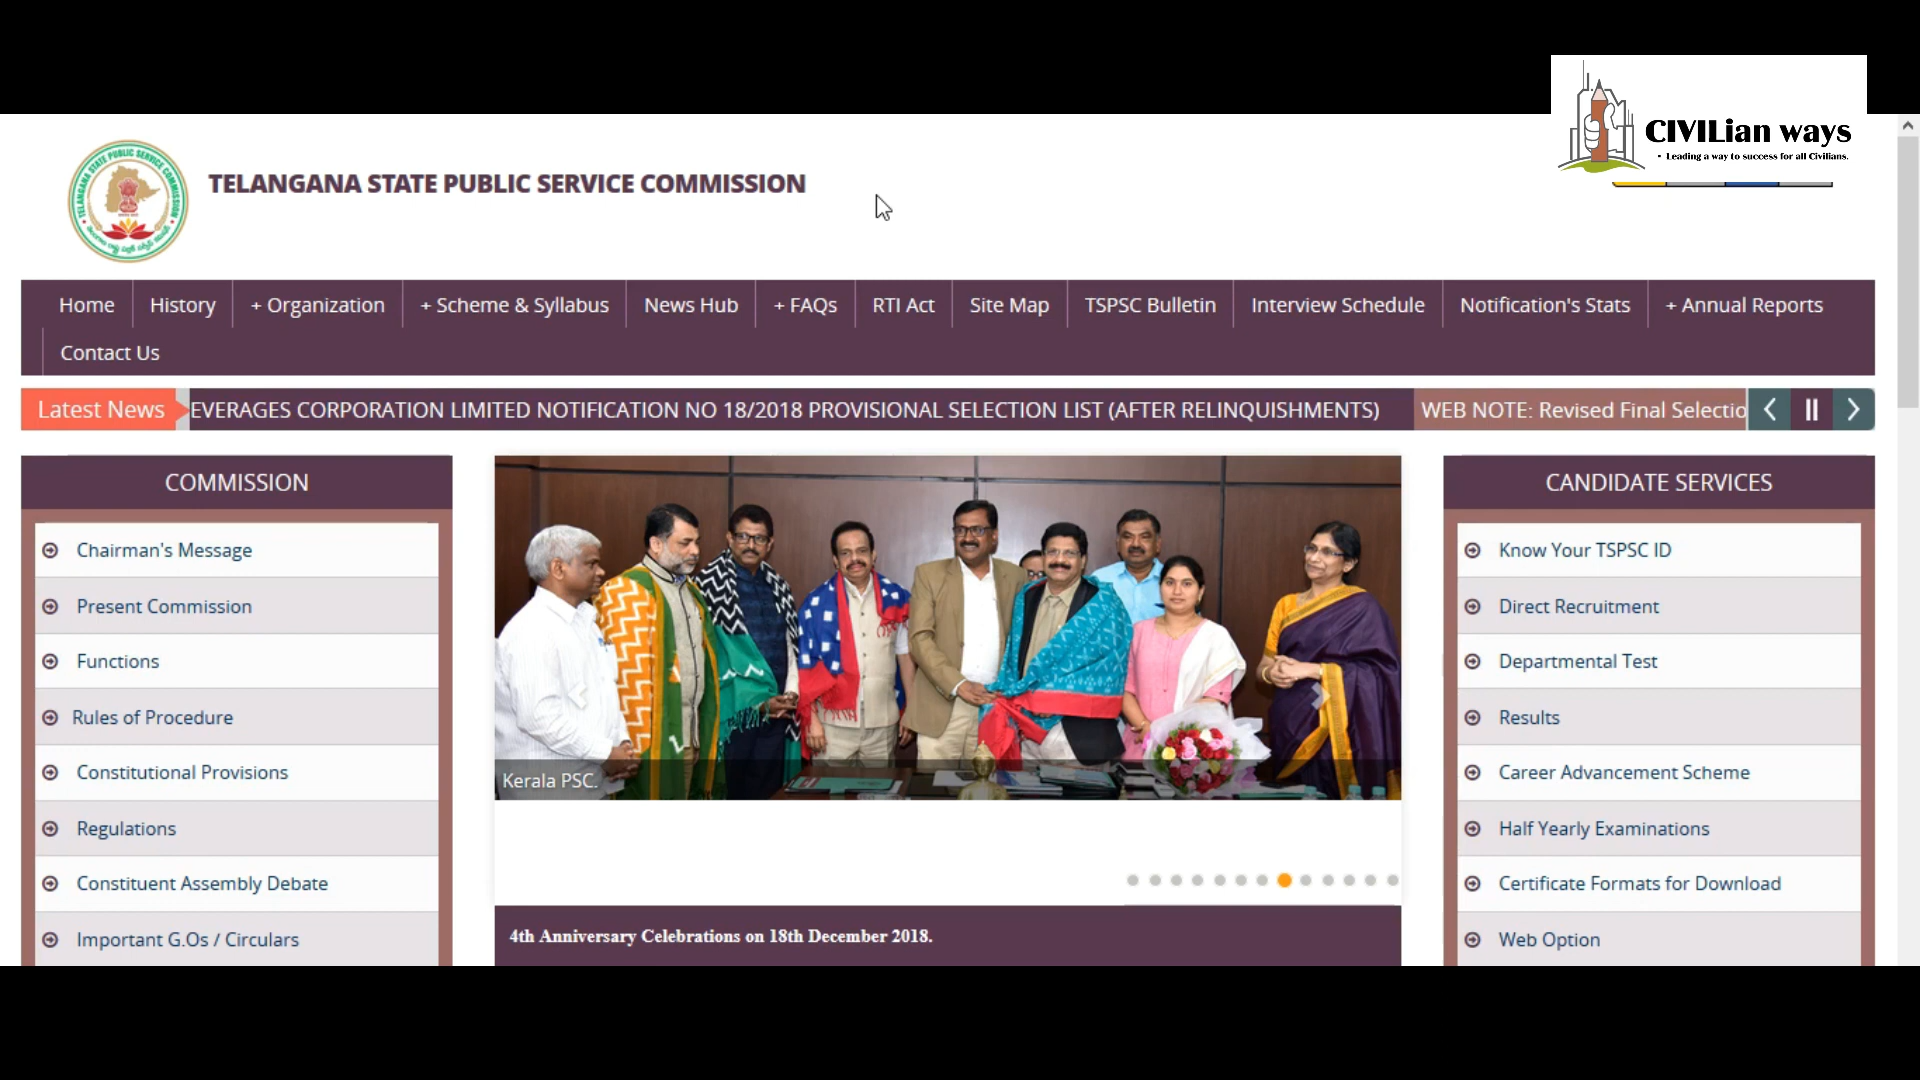 CIVILian ways
• Leading a way to success for all Civilians.
TELANGANA STATE PUBLIC SERVICE COMMISSION
TELANGANA STATE PUBLIC SERVICE COMMISSION
Home
History
+ Organization
+ Scheme & Syllabus
News Hub
+ FAQs
RTI Act
Site Map
TSPSC Bulletin
Interview Schedule
Notification's Stats
+ Annual Reports
Contact Us
Latest News
EVERAGES CORPORATION LIMITED NOTIFICATION NO 18/2018 PROVISIONAL SELECTION LIST (AFTER RELINQUISHMENTS)
WEB NOTE: Revised Final Selectio
COMMISSION
Chairman's Message
Present Commission
Functions
Rules of Procedure
Constitutional Provisions
Regulations
Constituent Assembly Debate
Important G.Os / Circulars
Kerala PSC.
4th Anniversary Celebrations on 18th December 2018.
CANDIDATE SERVICES
Know Your TSPSC ID
Direct Recruitment
Departmental Test
Results
Career Advancement Scheme
Half Yearly Examinations
Certificate Formats for Download
Web Option